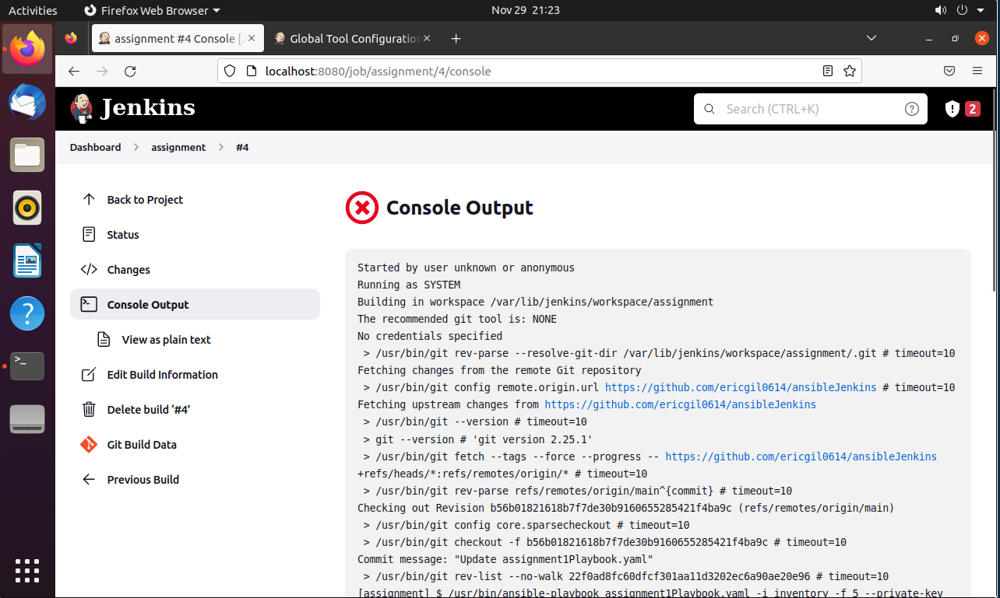 Activities
Firefox Web Browser
Nov 29 21:23
assignment #4 Console [J
Global Tool Configuration
localhost:8080/job/assignment/4/console
Jenkins
Search (CTRL+K)
2
Dashboard
assignment
#4
Back to Project
Status
Changes
Console Output
View as plain text
Edit Build Information
Delete build ‘#4’
Git Build Data
Previous Build
Console Output
Started by user unknown or anonymous
Running as SYSTEM
Building in workspace /var/lib/jenkins/workspace/assignment
The recommended git tool is: NONE
No credentials specified
> /usr/bin/git rev-parse --resolve-git-dir /var/lib/jenkins/workspace/assignment/.git # timeout=10
Fetching changes from the remote Git repository
> /usr/bin/git config remote.origin.url https://github.com/ericgil0614/ansibleJenkins # timeout=10
Fetching upstream changes from https://github.com/ericgil0614/ansibleJenkins
> /usr/bin/git --version # timeout=10
> git --version # 'git version 2.25.1'
> /usr/bin/git fetch --tags --force --progress -- https://github.com/ericgil0614/ansibleJenkins
+refs/heads/*:refs/remotes/origin/* # timeout=10
> /usr/bin/git rev-parse refs/remotes/origin/main^{commit} # timeout=10
Checking out Revision b56b01821618b7f7de30b9160655285421f4ba9c (refs/remotes/origin/main)
> /usr/bin/git config core.sparsecheckout # timeout=10
> /usr/bin/git checkout -f b56b01821618b7f7de30b9160655285421f4ba9c # timeout=10
Commit message: "Update assignment1Playbook.yaml"
> /usr/bin/git rev-list --no-walk 22f0ad8fc60dfcf301aa11d3202ec6a90ae20e96 # timeout=10
[assignment] $ /usr/bin/ansible-playbook assignment1Playbook.yaml -i inventory -f 5 --private-key